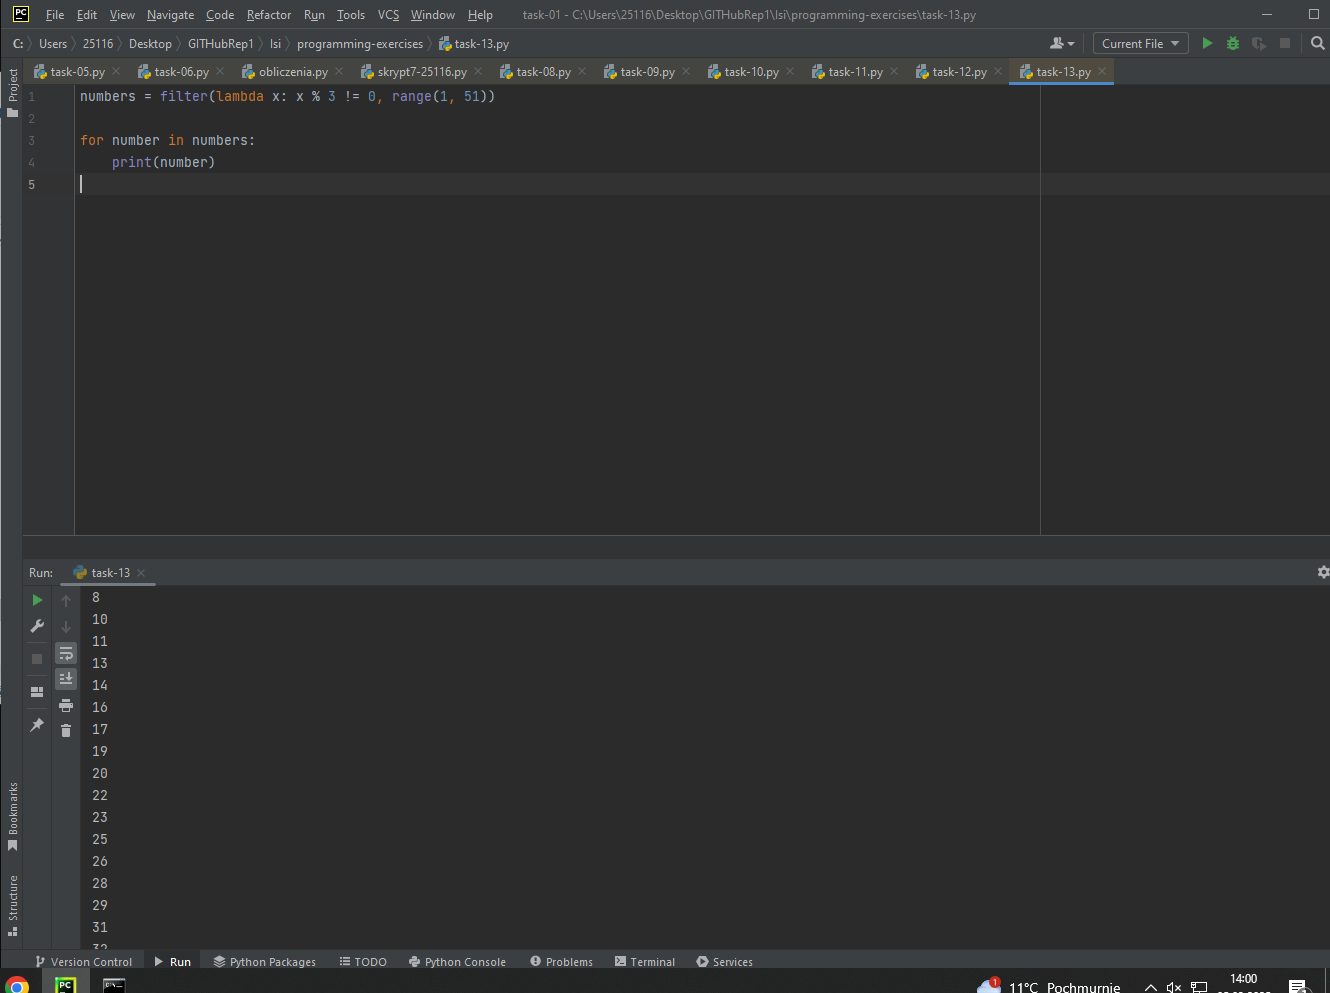 PC File Edit View Navigate Code Refactor Run Tools VCS Window Help task-01 - C:\Users\25116\Desktop\GITHubRep1\lsi\programming-exercises\task-13.py
C: Users 25116 Desktop GITHubRep1 lsi programming-exercises task-13.py Current File
task-05.py task-06.py obliczenia.py skrypt7-25116.py task-08.py task-09.py task-10.py task-11.py task-12.py task-13.py
Project
1 numbers = filter(lambda x: x % 3 != 0, range(1, 51))
2
3 for number in numbers:
4     print(number)
5
Run: task-13
8
10
11
13
14
16
17
19
20
22
23
25
26
28
29
31
32
Bookmarks
Structure
Version Control Run Python Packages TODO Python Console Problems Terminal Services
PC 1 11°C Pochmurnie 14:00